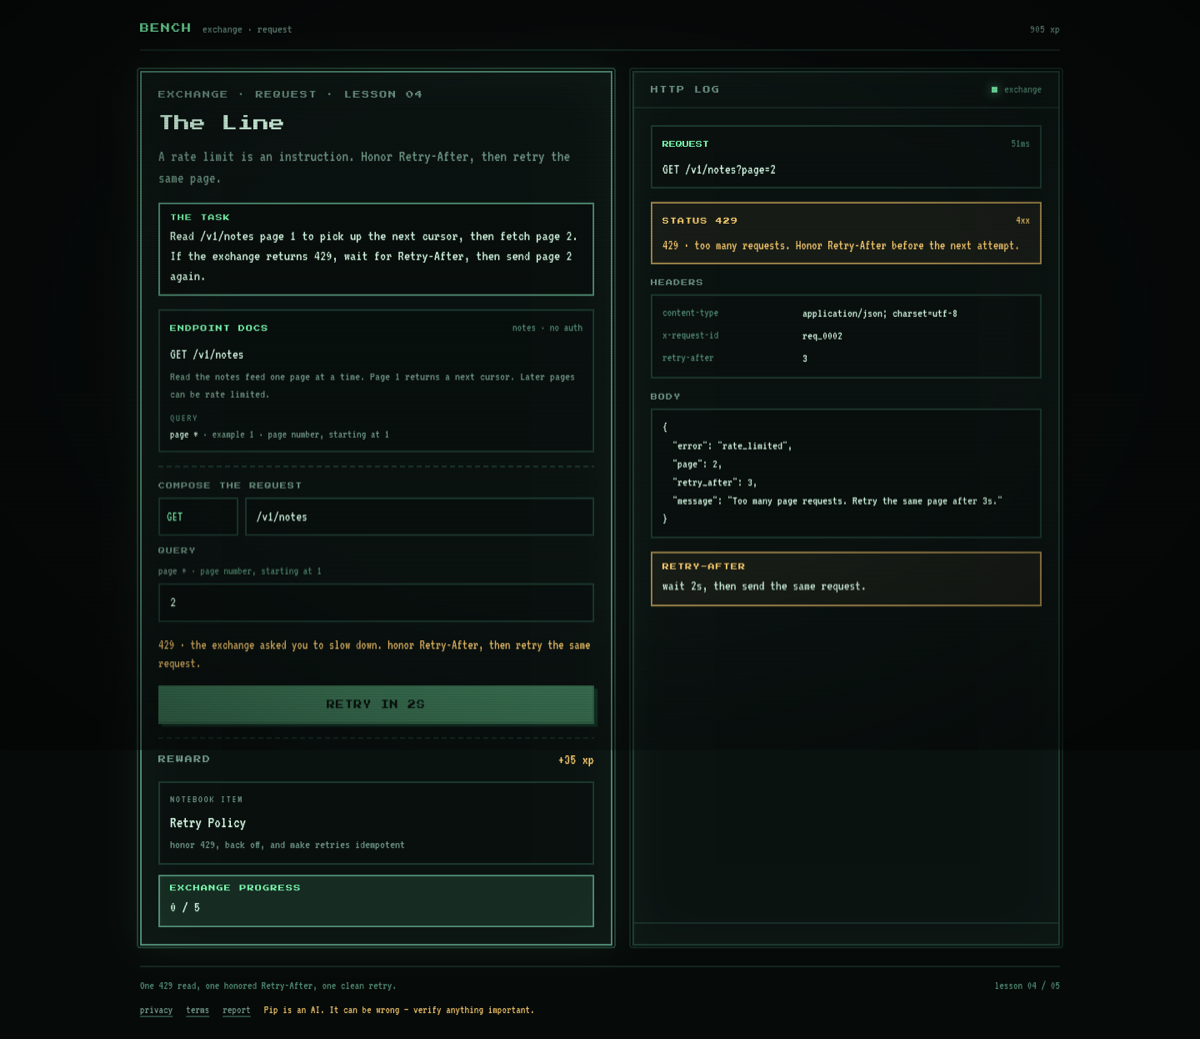 BENCH exchange · request 905 xp
EXCHANGE · REQUEST · LESSON 04
The Line
A rate limit is an instruction. Honor Retry-After, then retry the
same page.
THE TASK
Read /v1/notes page 1 to pick up the next cursor, then fetch page 2.
If the exchange returns 429, wait for Retry-After, then send page 2
again.
ENDPOINT DOCS notes · no auth
GET /v1/notes
Read the notes feed one page at a time. Page 1 returns a next cursor. Later pages
can be rate limited.
QUERY
page * · example 1 · page number, starting at 1
COMPOSE THE REQUEST
GET /v1/notes
QUERY
page * · page number, starting at 1
2
429 · the exchange asked you to slow down. honor Retry-After, then retry the same
request.
RETRY IN 2S
REWARD +35 xp
NOTEBOOK ITEM
Retry Policy
honor 429, back off, and make retries idempotent
EXCHANGE PROGRESS
0 / 5
HTTP LOG exchange
REQUEST 51ms
GET /v1/notes?page=2
STATUS 429 4xx
429 · too many requests. Honor Retry-After before the next attempt.
HEADERS
content-type application/json; charset=utf-8
x-request-id req_0002
retry-after 3
BODY
{
"error": "rate_limited",
"page": 2,
"retry_after": 3,
"message": "Too many page requests. Retry the same page after 3s."
}
RETRY-AFTER
wait 2s, then send the same request.
One 429 read, one honored Retry-After, one clean retry. lesson 04 / 05
privacy terms report Pip is an AI. It can be wrong - verify anything important.